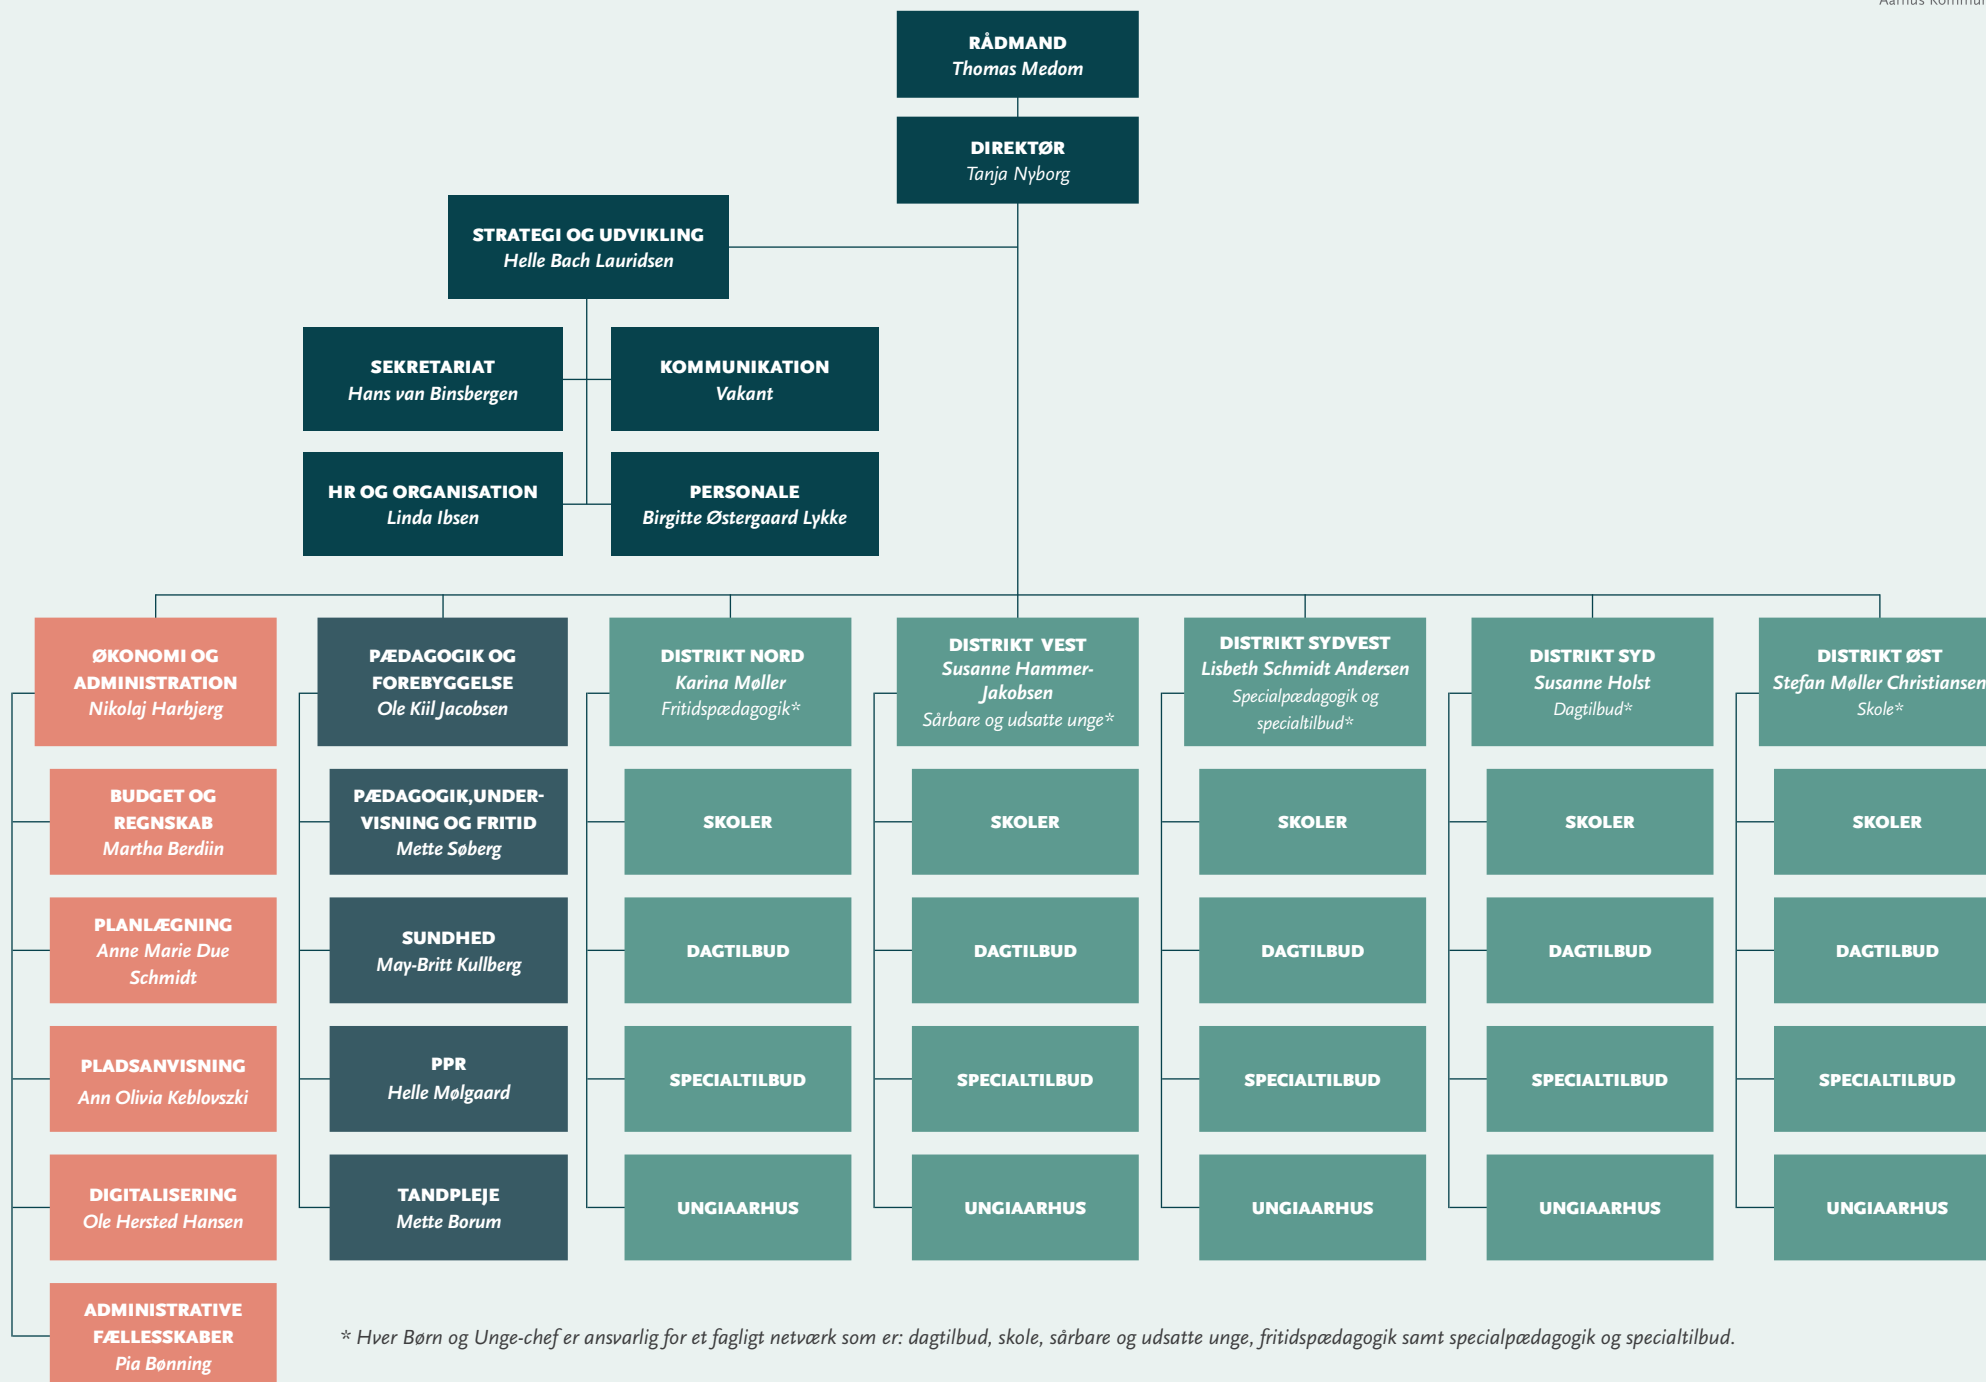 RÅDMAND
Thomas Medom
DIREKTØR
Tanja Nyborg
STRATEGI OG UDVIKLING
Helle Bach Lauridsen
SEKRETARIAT
Hans van Binsbergen
KOMMUNIKATION
Vakant
HR OG ORGANISATION
Linda Ibsen
PERSONALE
Birgitte Østergaard Lykke
ØKONOMI OG
ADMINISTRATION
Nikolaj Harbjerg
BUDGET OG
REGNSKAB
Martha Berdiin
PLANLÆGNING
Anne Marie Due
Schmidt
PLADSANVISNING
Ann Olivia Keblovszki
DIGITALISERING
Ole Hersted Hansen
ADMINISTRATIVE
FÆLLESSKABER
Pia Bønning
PÆDAGOGIK OG
FOREBYGGELSE
Ole Kiil Jacobsen
PÆDAGOGIK,UNDER-
VISNING OG FRITID
Mette Søberg
SUNDHED
May-Britt Kullberg
PPR
Helle Mølgaard
TANDPLEJE
Mette Borum
DISTRIKT NORD
Karina Møller
Fritidspædagogik*
SKOLER
DAGTILBUD
SPECIALTILBUD
UNGIAARHUS
DISTRIKT VEST
Susanne Hammer-
Jakobsen
Sårbare og udsatte unge*
SKOLER
DAGTILBUD
SPECIALTILBUD
UNGIAARHUS
DISTRIKT SYDVEST
Lisbeth Schmidt Andersen
Specialpædagogik og
specialtilbud*
SKOLER
DAGTILBUD
SPECIALTILBUD
UNGIAARHUS
DISTRIKT SYD
Susanne Holst
Dagtilbud*
SKOLER
DAGTILBUD
SPECIALTILBUD
UNGIAARHUS
DISTRIKT ØST
Stefan Møller Christiansen
Skole*
SKOLER
DAGTILBUD
SPECIALTILBUD
UNGIAARHUS
* Hver Børn og Unge-chef er ansvarlig for et fagligt netværk som er: dagtilbud, skole, sårbare og udsatte unge, fritidspædagogik samt specialpædagogik og specialtilbud.